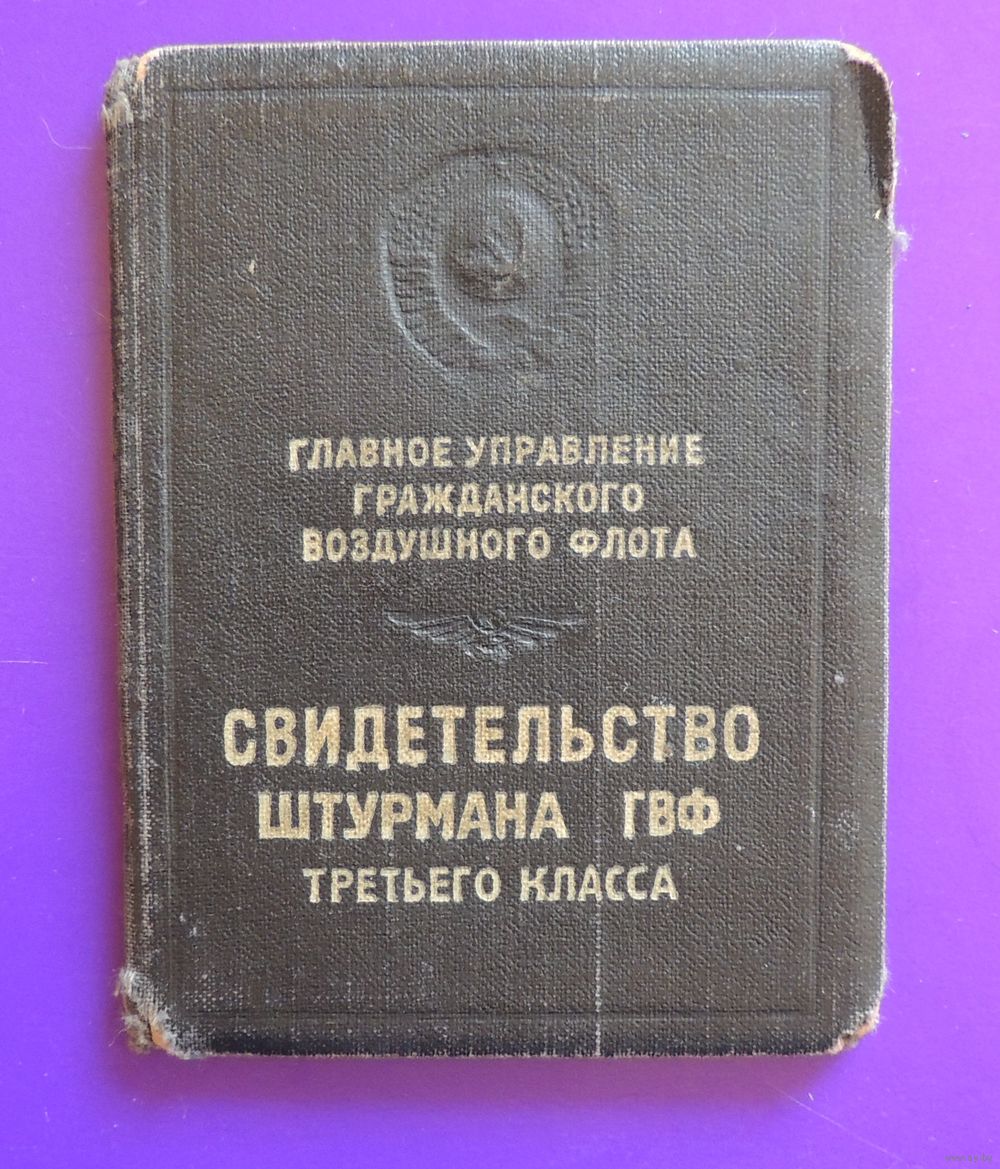 ГЛАВНОЕ УПРАВЛЕНИЕ
ГРАЖДАНСКОГО
ВОЗДУШНОГО ФЛОТА
СВИДЕТЕЛЬСТВО
ШТУРМАНА ГВФ
ТРЕТЬЕГО КЛАССА